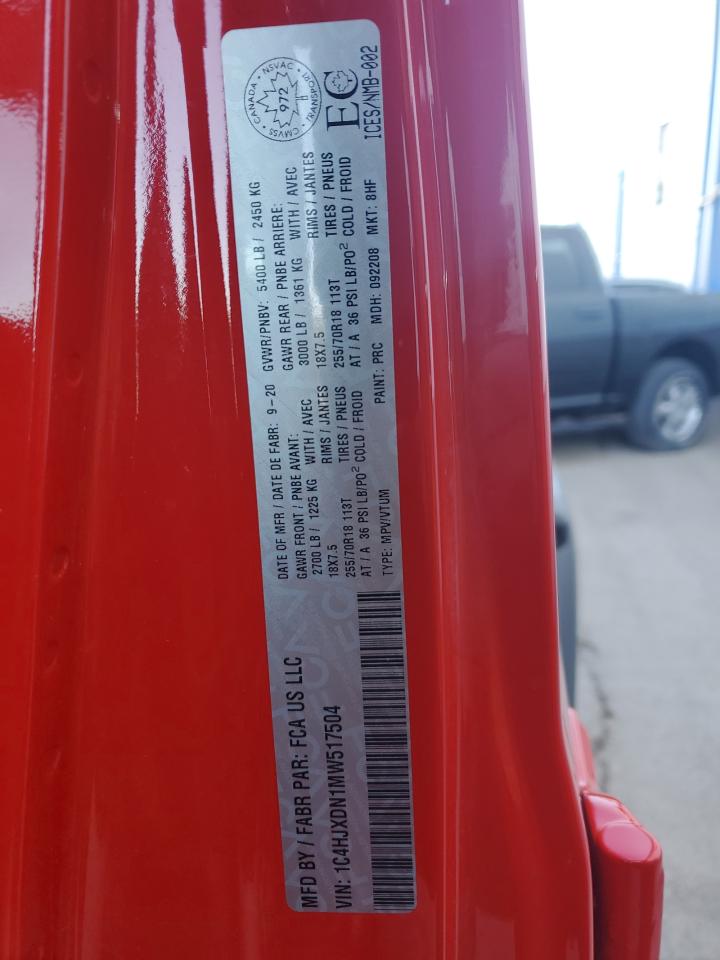 MFD BY / FABR PAR: FCA US LLC
DATE OF MFR / DATE DE FABR: 9-20 GVWR/PNBV: 5400 LB / 2450 KG
GAWR FRONT / PNBE AVANT: GAWR REAR / PNBE ARRIERE:
2700 LB / 1225 KG WITH / AVEC 3000 LB / 1361 KG WITH / AVEC
18X7.5 RIMS / JANTES 18X7.5 RIMS / JANTES
255/70R18 113T TIRES / PNEUS 255/70R18 113T TIRES / PNEUS
AT / A 36 PSI LB/PO² COLD / FROID AT / A 36 PSI LB/PO² COLD / FROID
VIN: 1C4HJXDN1MW517504
TYPE: MPV/VTUM PAINT: PRC MDH: 092208 MKT: 8HF
CANADA • NSVAC • TRANSPORT • CMVSS
972
EC
ICES/NMB-002